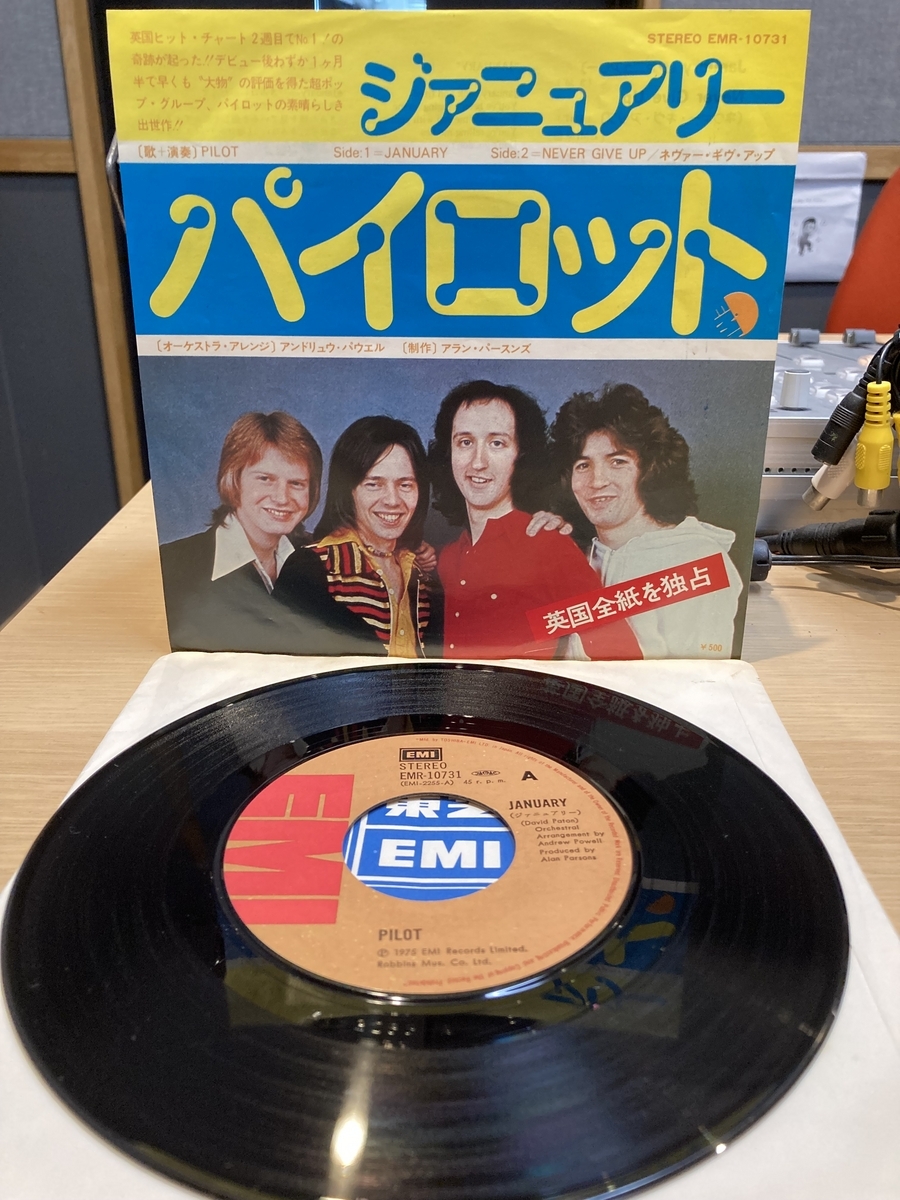 英国ヒット・チャート2週目でNo1!の
奇跡が起った!!デビュー後わずか1ヶ月
半で早くも“大物”の評価を得た超ポッ
プ・グループ、パイロットの素晴らしき
出世作!!
STEREO EMR-10731
ジァニュアリー
〔歌+演奏〕PILOT Side:1=JANUARY Side:2=NEVER GIVE UP/ネヴァー・ギヴ・アップ
パイロット
〔オーケストラ・アレンジ〕アンドリュウ・パウエル 〔制作〕アラン・パースンズ
英国全紙を独占
¥500
EMI
STEREO
EMR-10731
(EMI-2255-A) 45 r.p.m.
A
JANUARY
(ジァニュアリー)
(David Paton)
Orchestral
Arrangement by
Andrew Powell
Produced by
Alan Parsons
EMI
EMI
PILOT
Ⓟ 1975 EMI Records Limited.
Robbins Mus. Co. Ltd.